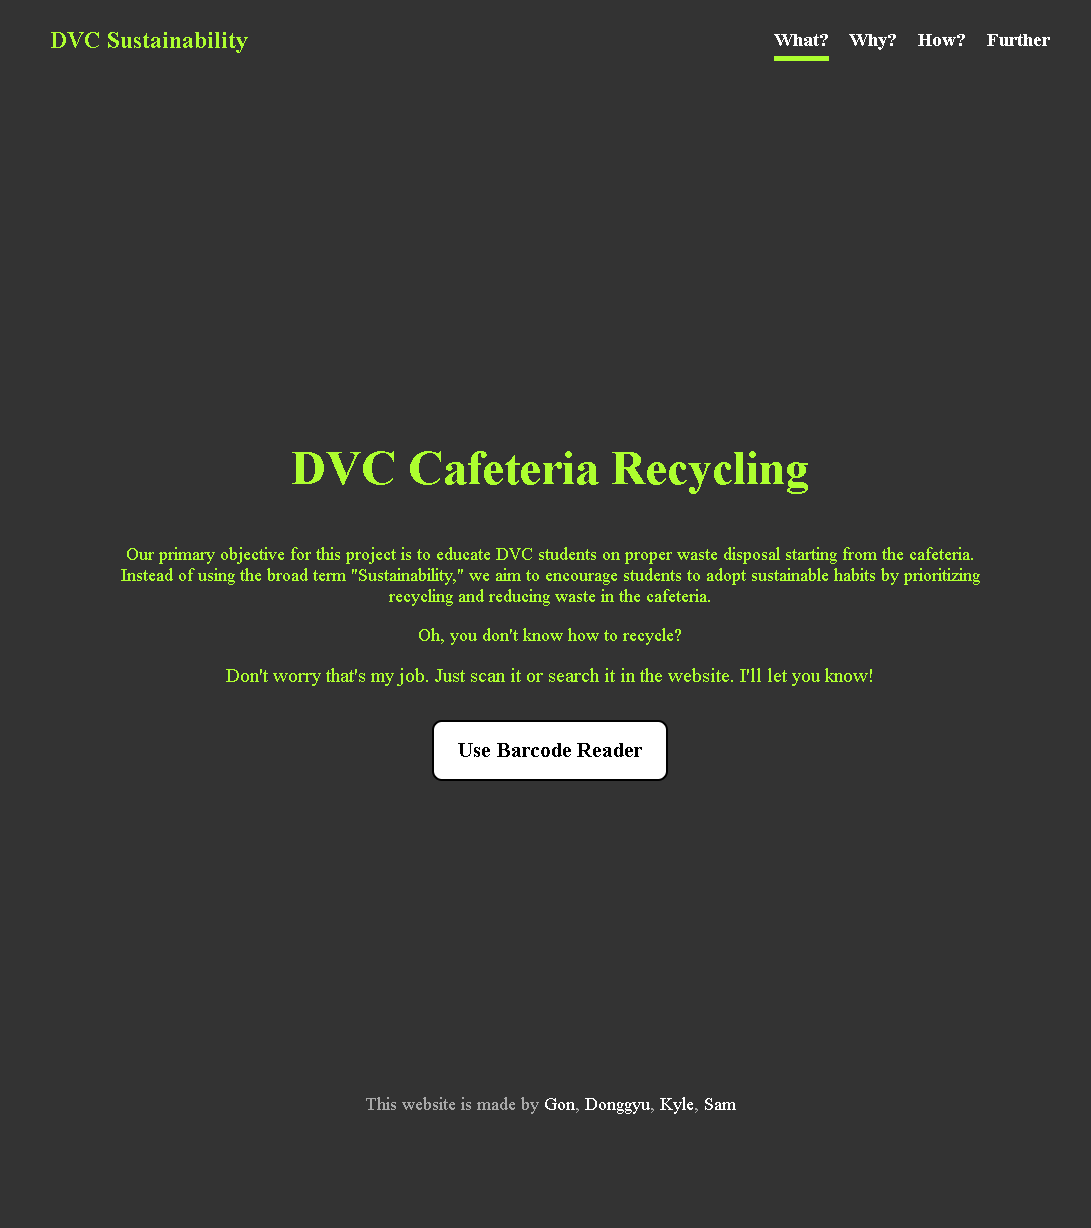 DVC Sustainability
What? Why? How? Further
DVC Cafeteria Recycling
Our primary objective for this project is to educate DVC students on proper waste disposal starting from the cafeteria.
Instead of using the broad term "Sustainability," we aim to encourage students to adopt sustainable habits by prioritizing
recycling and reducing waste in the cafeteria.
Oh, you don't know how to recycle?
Don't worry that's my job. Just scan it or search it in the website. I'll let you know!
Use Barcode Reader
This website is made by Gon, Donggyu, Kyle, Sam